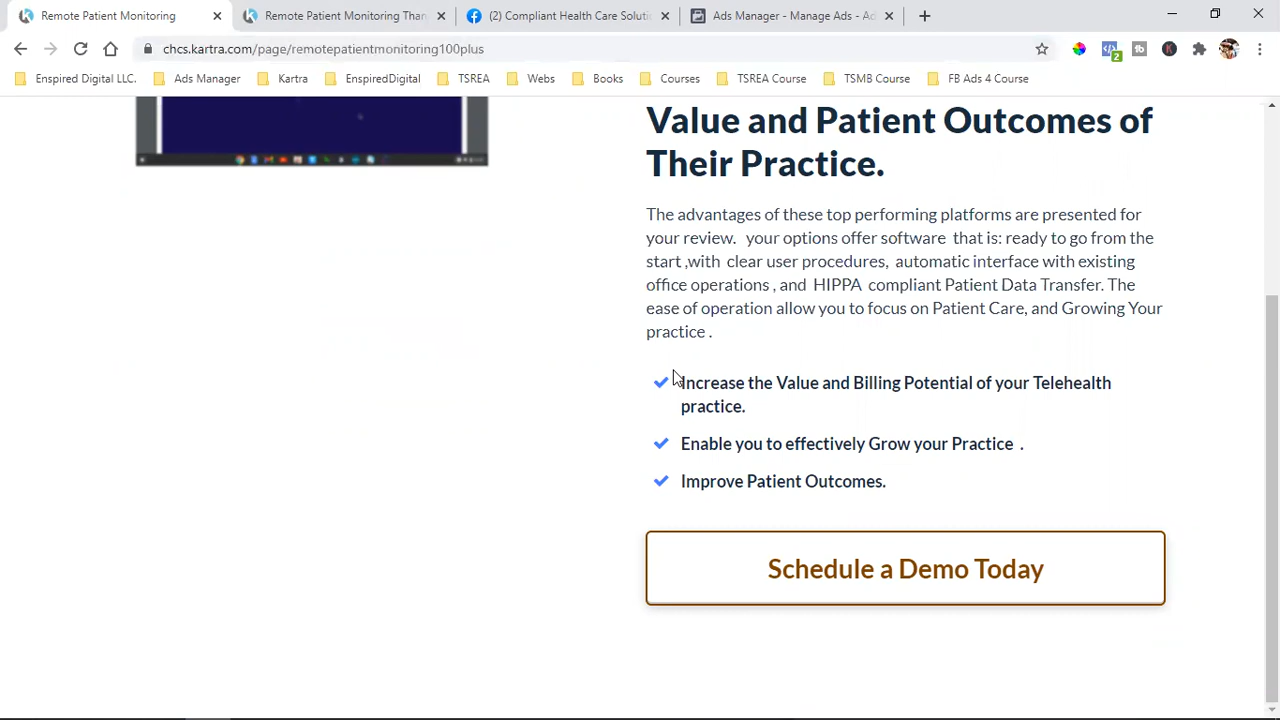 Remote Patient Monitoring
Remote Patient Monitoring Than
(2) Compliant Health Care Soluti
Ads Manager - Manage Ads - Ad
chcs.kartra.com/page/remotepatientmonitoring100plus
2
tb
K
Enspired Digital LLC.
Ads Manager
Kartra
EnspiredDigital
TSREA
Webs
Books
Courses
TSREA Course
TSMB Course
FB Ads 4 Course
Value and Patient Outcomes of
Their Practice.
The advantages of these top performing platforms are presented for
your review. your options offer software that is: ready to go from the
start ,with clear user procedures, automatic interface with existing
office operations , and HIPPA compliant Patient Data Transfer. The
ease of operation allow you to focus on Patient Care, and Growing Your
practice .
Increase the Value and Billing Potential of your Telehealth
practice.
Enable you to effectively Grow your Practice .
Improve Patient Outcomes.
Schedule a Demo Today